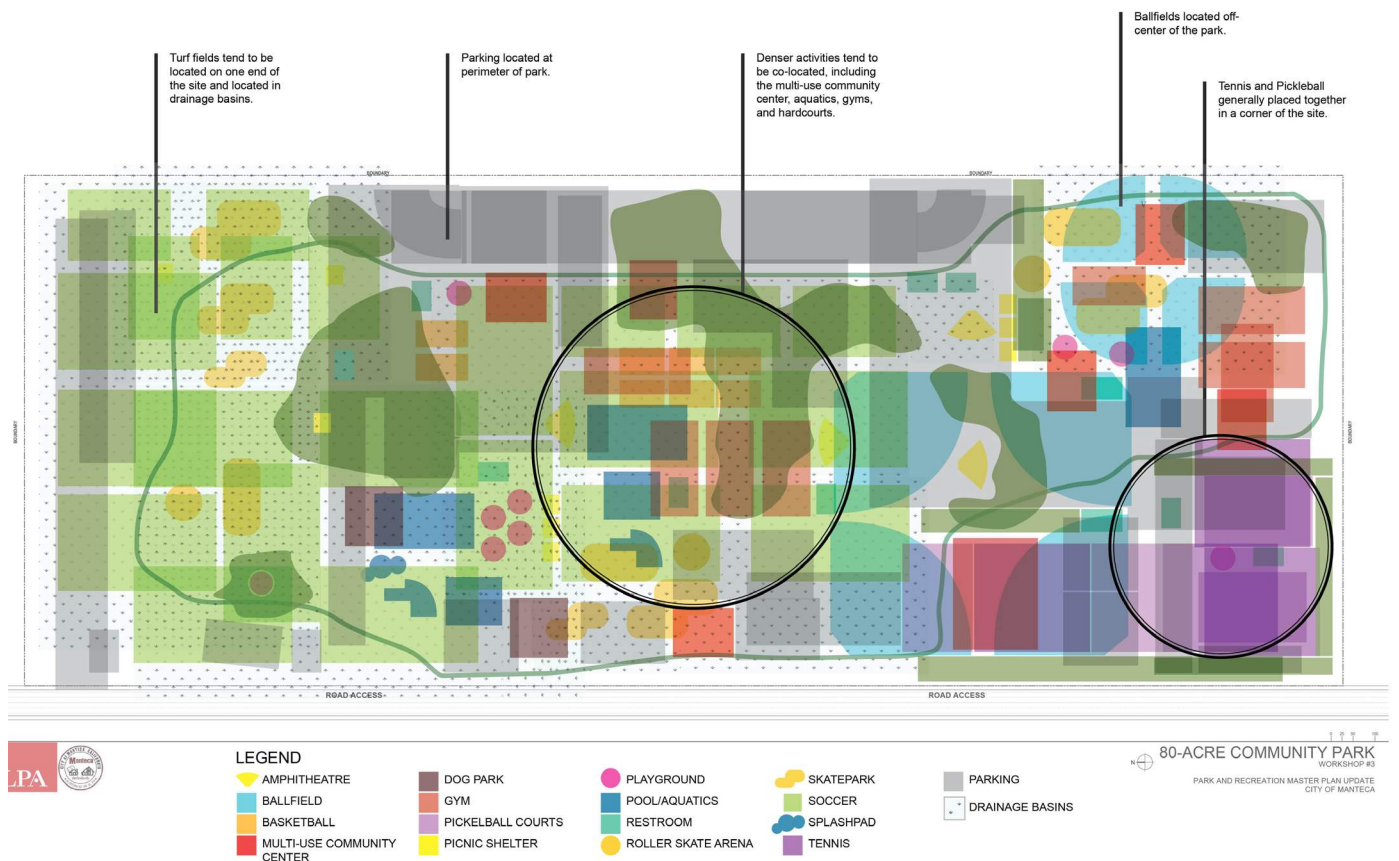 Ballfields located off-
center of the park.
Turf fields tend to be
located on one end of
the site and located in
drainage basins.
Parking located at
perimeter of park.
Denser activities tend to
be co-located, including
the multi-use community
center, aquatics, gyms,
and hardcourts.
Tennis and Pickleball
generally placed together
in a corner of the site.
BOUNDARY
BOUNDARY
BOUNDARY
BOUNDARY
ROAD ACCESS
ROAD ACCESS
LPA
Manteca
LEGEND
AMPHITHEATRE
BALLFIELD
BASKETBALL
MULTI-USE COMMUNITY
CENTER
DOG PARK
GYM
PICKELBALL COURTS
PICNIC SHELTER
PLAYGROUND
POOL/AQUATICS
RESTROOM
ROLLER SKATE ARENA
SKATEPARK
SOCCER
SPLASHPAD
TENNIS
PARKING
DRAINAGE BASINS
N
80-ACRE COMMUNITY PARK
WORKSHOP #3
PARK AND RECREATION MASTER PLAN UPDATE
CITY OF MANTECA